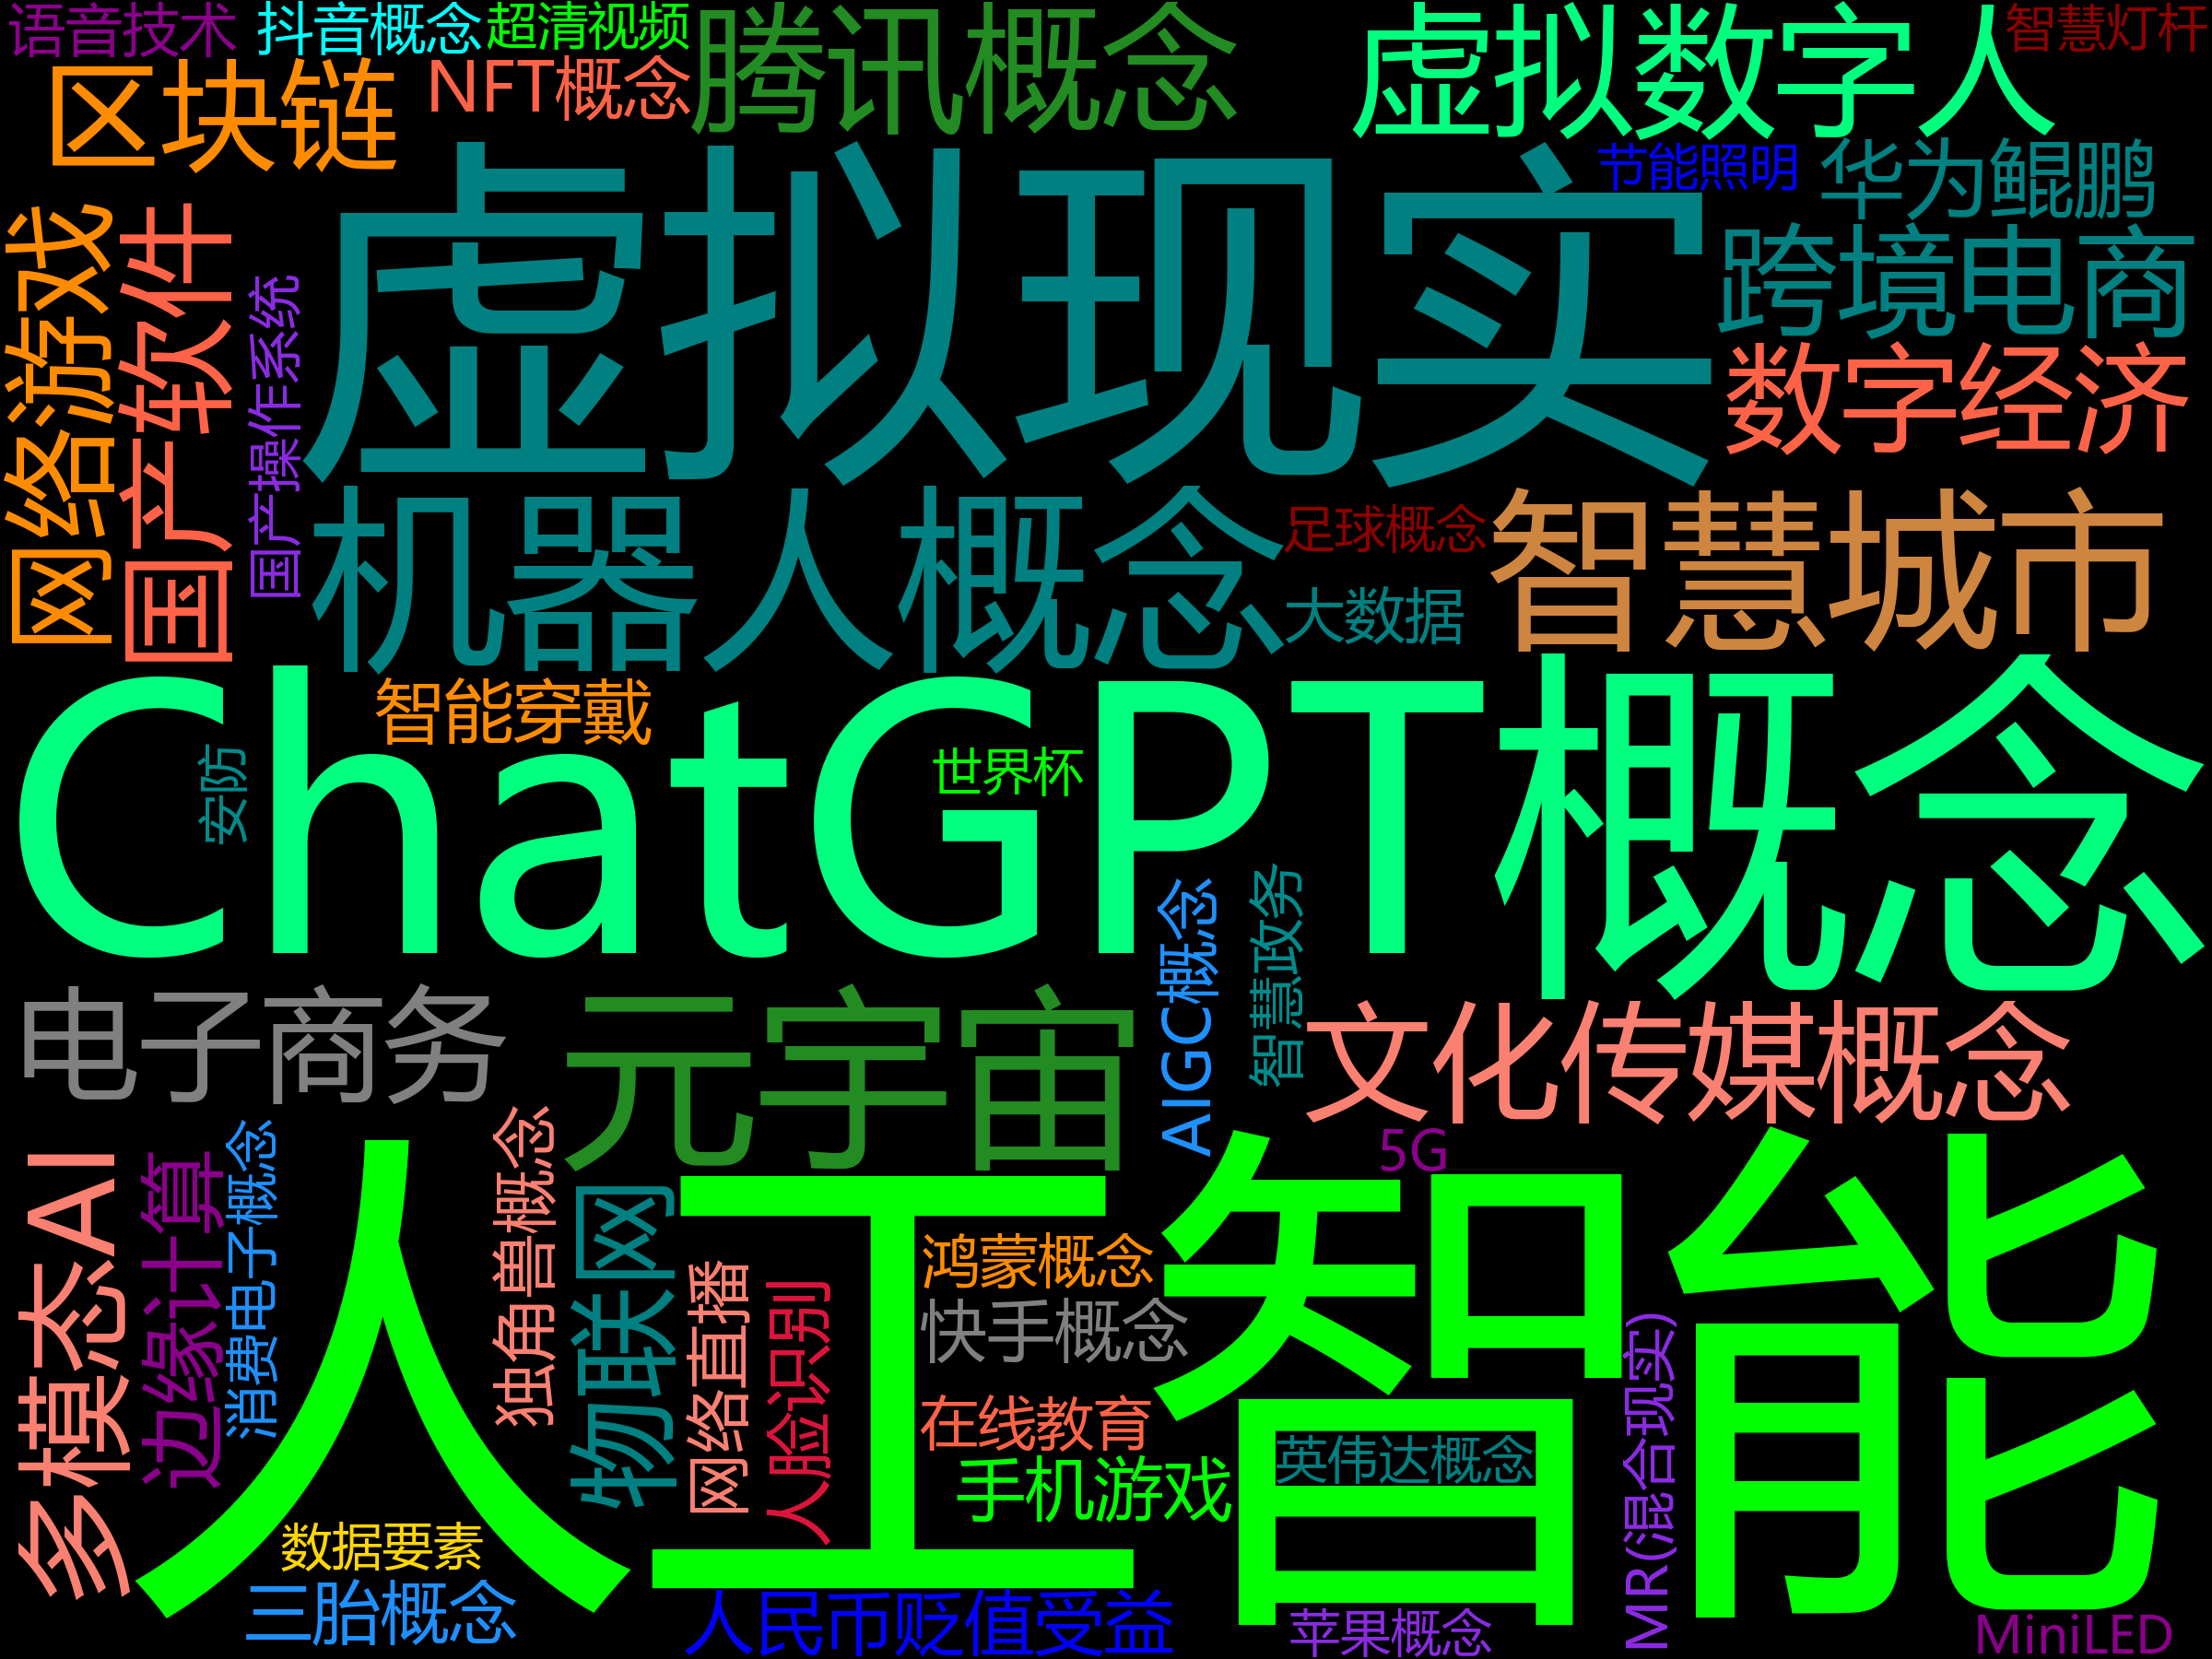 语音技术
抖音概念
超清视频
腾讯概念
虚拟数字人
智慧灯杆
区块链
NFT概念
节能照明
华为鲲鹏
虚拟现实
跨境电商
网络游戏
国产软件
国产操作系统
数字经济
机器人概念
足球概念
智慧城市
大数据
ChatGPT概念
智能穿戴
安防
世界杯
AIGC概念
智慧政务
电子商务
元宇宙
文化传媒概念
人工智能
5G
多模态AI
边缘计算
消费电子概念
独角兽概念
物联网
网络直播
人脸识别
鸿蒙概念
快手概念
在线教育
手机游戏
英伟达概念
MR(混合现实)
数据要素
三胎概念
人民币贬值受益
苹果概念
MiniLED